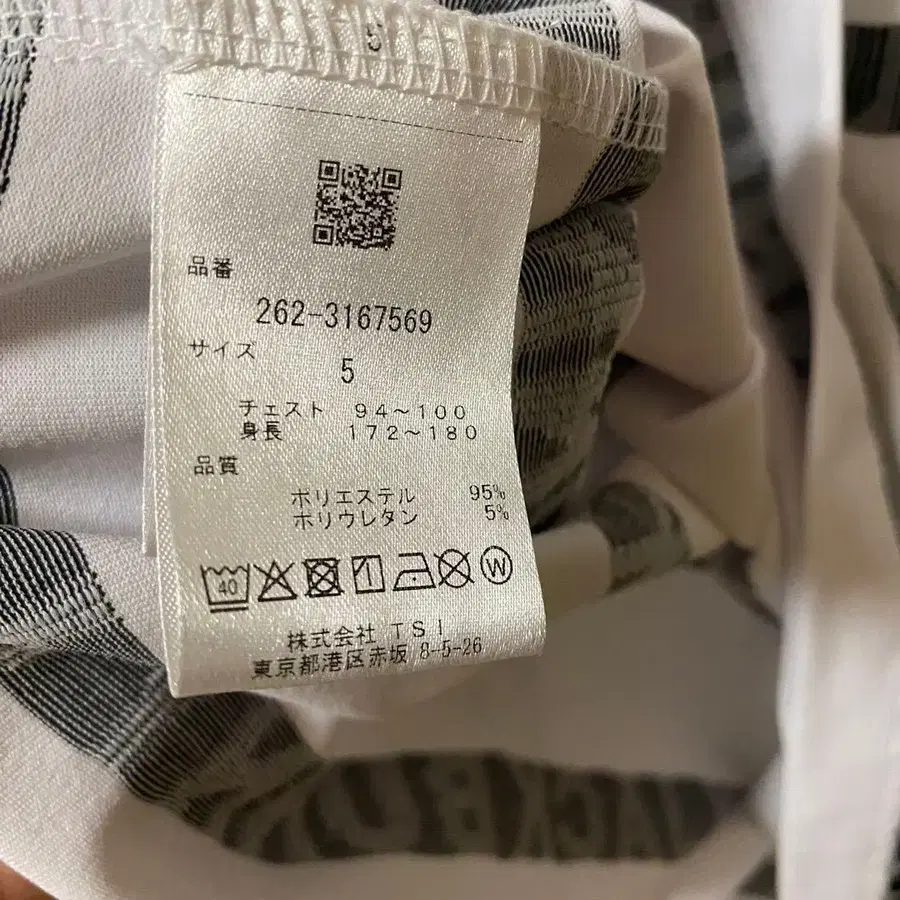 品番
262-3167569
サイズ
5
チェスト 94～100
身長 172～180
品質
ポリエステル 95%
ポリウレタン 5%
40
W
株式会社 TSI
東京都港区赤坂 8-5-26